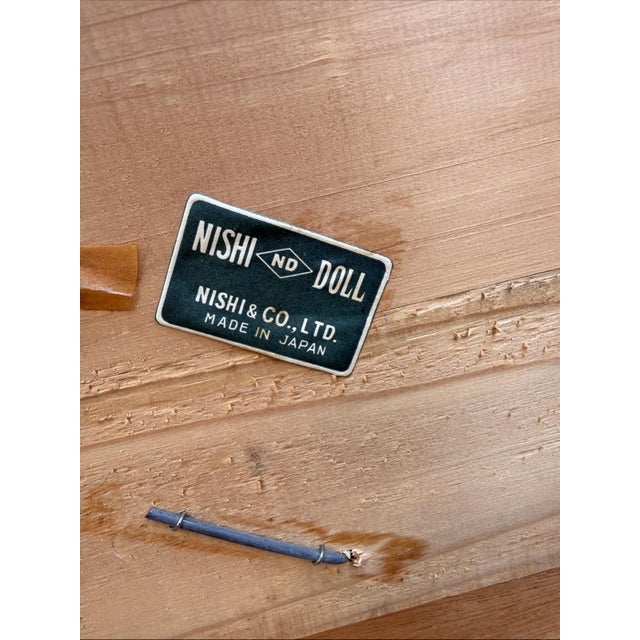 NISHI ND DOLL
NISHI & CO., LTD.
MADE IN JAPAN